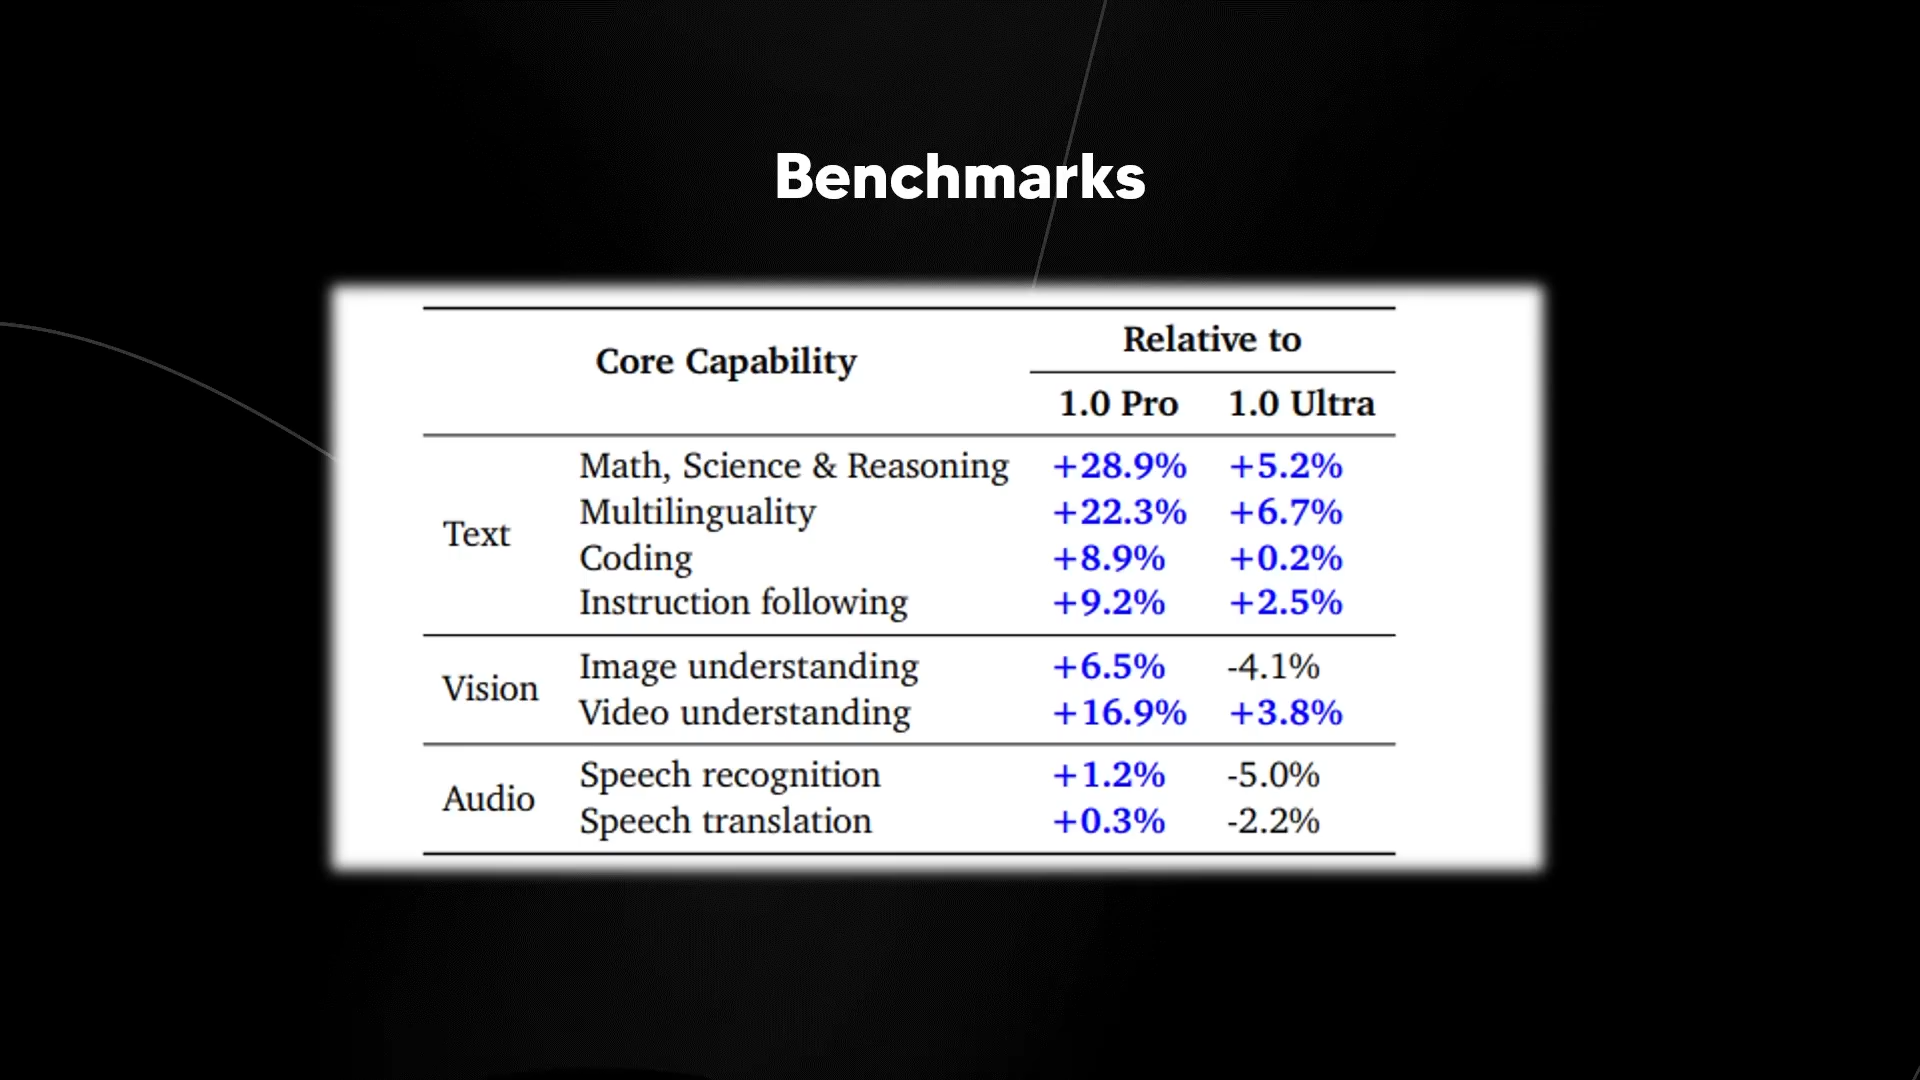 Benchmarks
Core Capability
Relative to
1.0 Pro 1.0 Ultra
Text
Math, Science & Reasoning +28.9% +5.2%
Multilinguality +22.3% +6.7%
Coding +8.9% +0.2%
Instruction following +9.2% +2.5%
Vision
Image understanding +6.5% -4.1%
Video understanding +16.9% +3.8%
Audio
Speech recognition +1.2% -5.0%
Speech translation +0.3% -2.2%